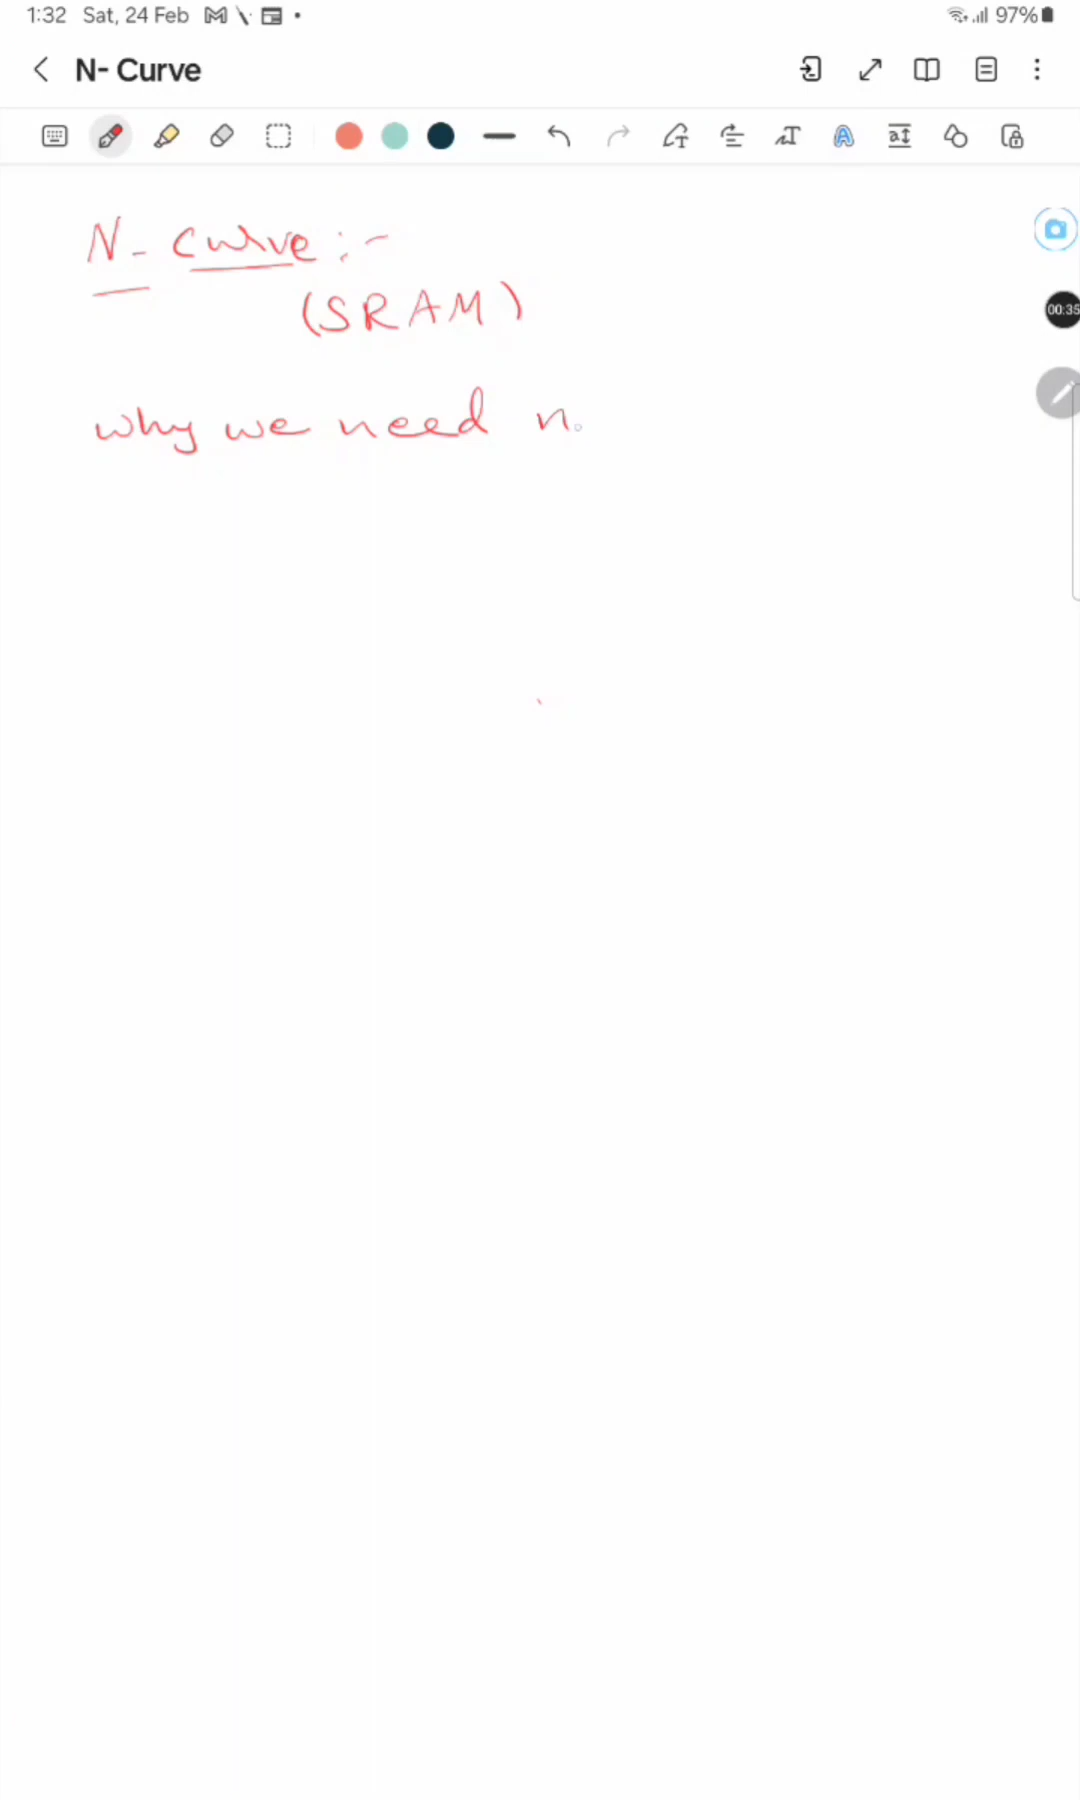 1:32 Sat, 24 Feb 97%
N- Curve
N- Curve :-
(SRAM)
00:35
why we need n